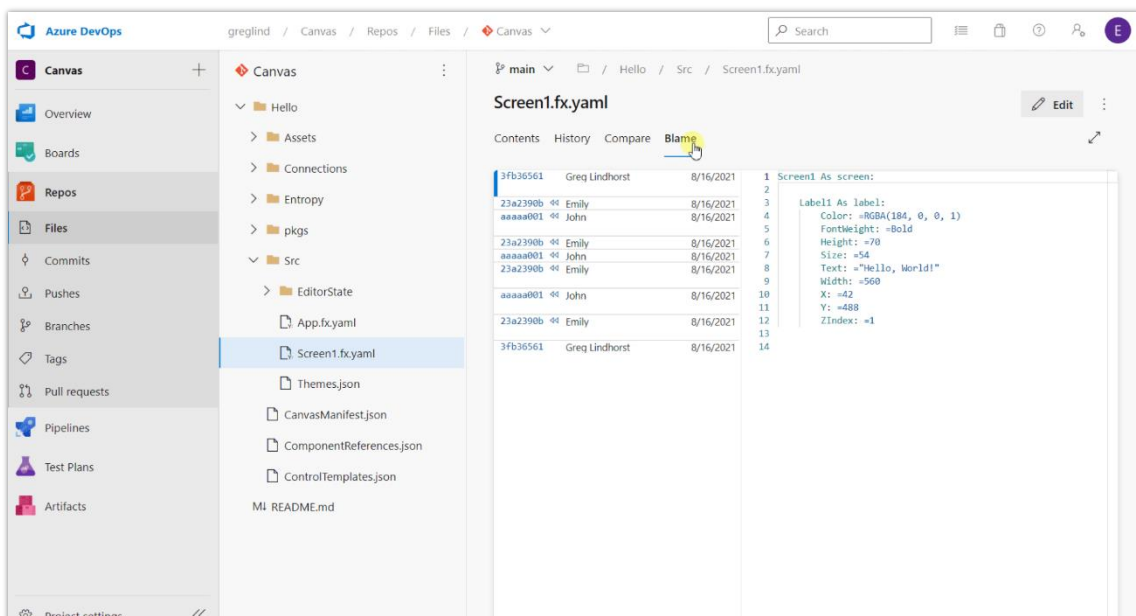 Azure DevOps
greglind / Canvas / Repos / Files / Canvas
Search
E
C Canvas
Overview
Boards
Repos
Files
Commits
Pushes
Branches
Tags
Pull requests
Pipelines
Test Plans
Artifacts
Project settings
Canvas
Hello
Assets
Connections
Entropy
pkgs
Src
EditorState
App.fx.yaml
Screen1.fx.yaml
Themes.json
CanvasManifest.json
ComponentReferences.json
ControlTemplates.json
M↓ README.md
main / Hello / Src / Screen1.fx.yaml
Screen1.fx.yaml
Edit
Contents History Compare Blame
3fb36561 Greg Lindhorst 8/16/2021
23a2390b Emily 8/16/2021
aaaaa001 John 8/16/2021
23a2390b Emily 8/16/2021
aaaaa001 John 8/16/2021
23a2390b Emily 8/16/2021
aaaaa001 John 8/16/2021
23a2390b Emily 8/16/2021
3fb36561 Greg Lindhorst 8/16/2021
1 Screen1 As screen:
2
3 Label1 As label:
4 Color: =RGBA(184, 0, 0, 1)
5 FontWeight: =Bold
6 Height: =70
7 Size: =54
8 Text: ="Hello, World!"
9 Width: =560
10 X: =42
11 Y: =488
12 ZIndex: =1
13
14